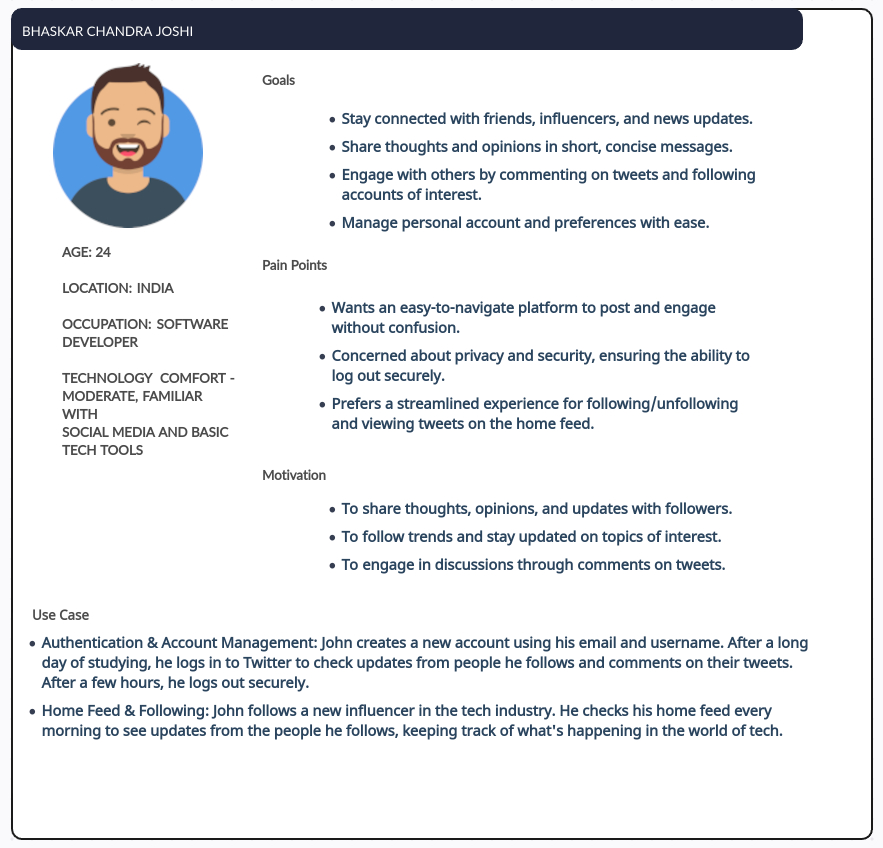 BHASKAR CHANDRA JOSHI
AGE: 24
LOCATION: INDIA
OCCUPATION: SOFTWARE
DEVELOPER
TECHNOLOGY COMFORT -
MODERATE, FAMILIAR
WITH
SOCIAL MEDIA AND BASIC
TECH TOOLS
Goals
• Stay connected with friends, influencers, and news updates.
• Share thoughts and opinions in short, concise messages.
• Engage with others by commenting on tweets and following
accounts of interest.
• Manage personal account and preferences with ease.
Pain Points
• Wants an easy-to-navigate platform to post and engage
without confusion.
• Concerned about privacy and security, ensuring the ability to
log out securely.
• Prefers a streamlined experience for following/unfollowing
and viewing tweets on the home feed.
Motivation
• To share thoughts, opinions, and updates with followers.
• To follow trends and stay updated on topics of interest.
• To engage in discussions through comments on tweets.
Use Case
• Authentication & Account Management: John creates a new account using his email and username. After a long
day of studying, he logs in to Twitter to check updates from people he follows and comments on their tweets.
After a few hours, he logs out securely.
• Home Feed & Following: John follows a new influencer in the tech industry. He checks his home feed every
morning to see updates from the people he follows, keeping track of what's happening in the world of tech.